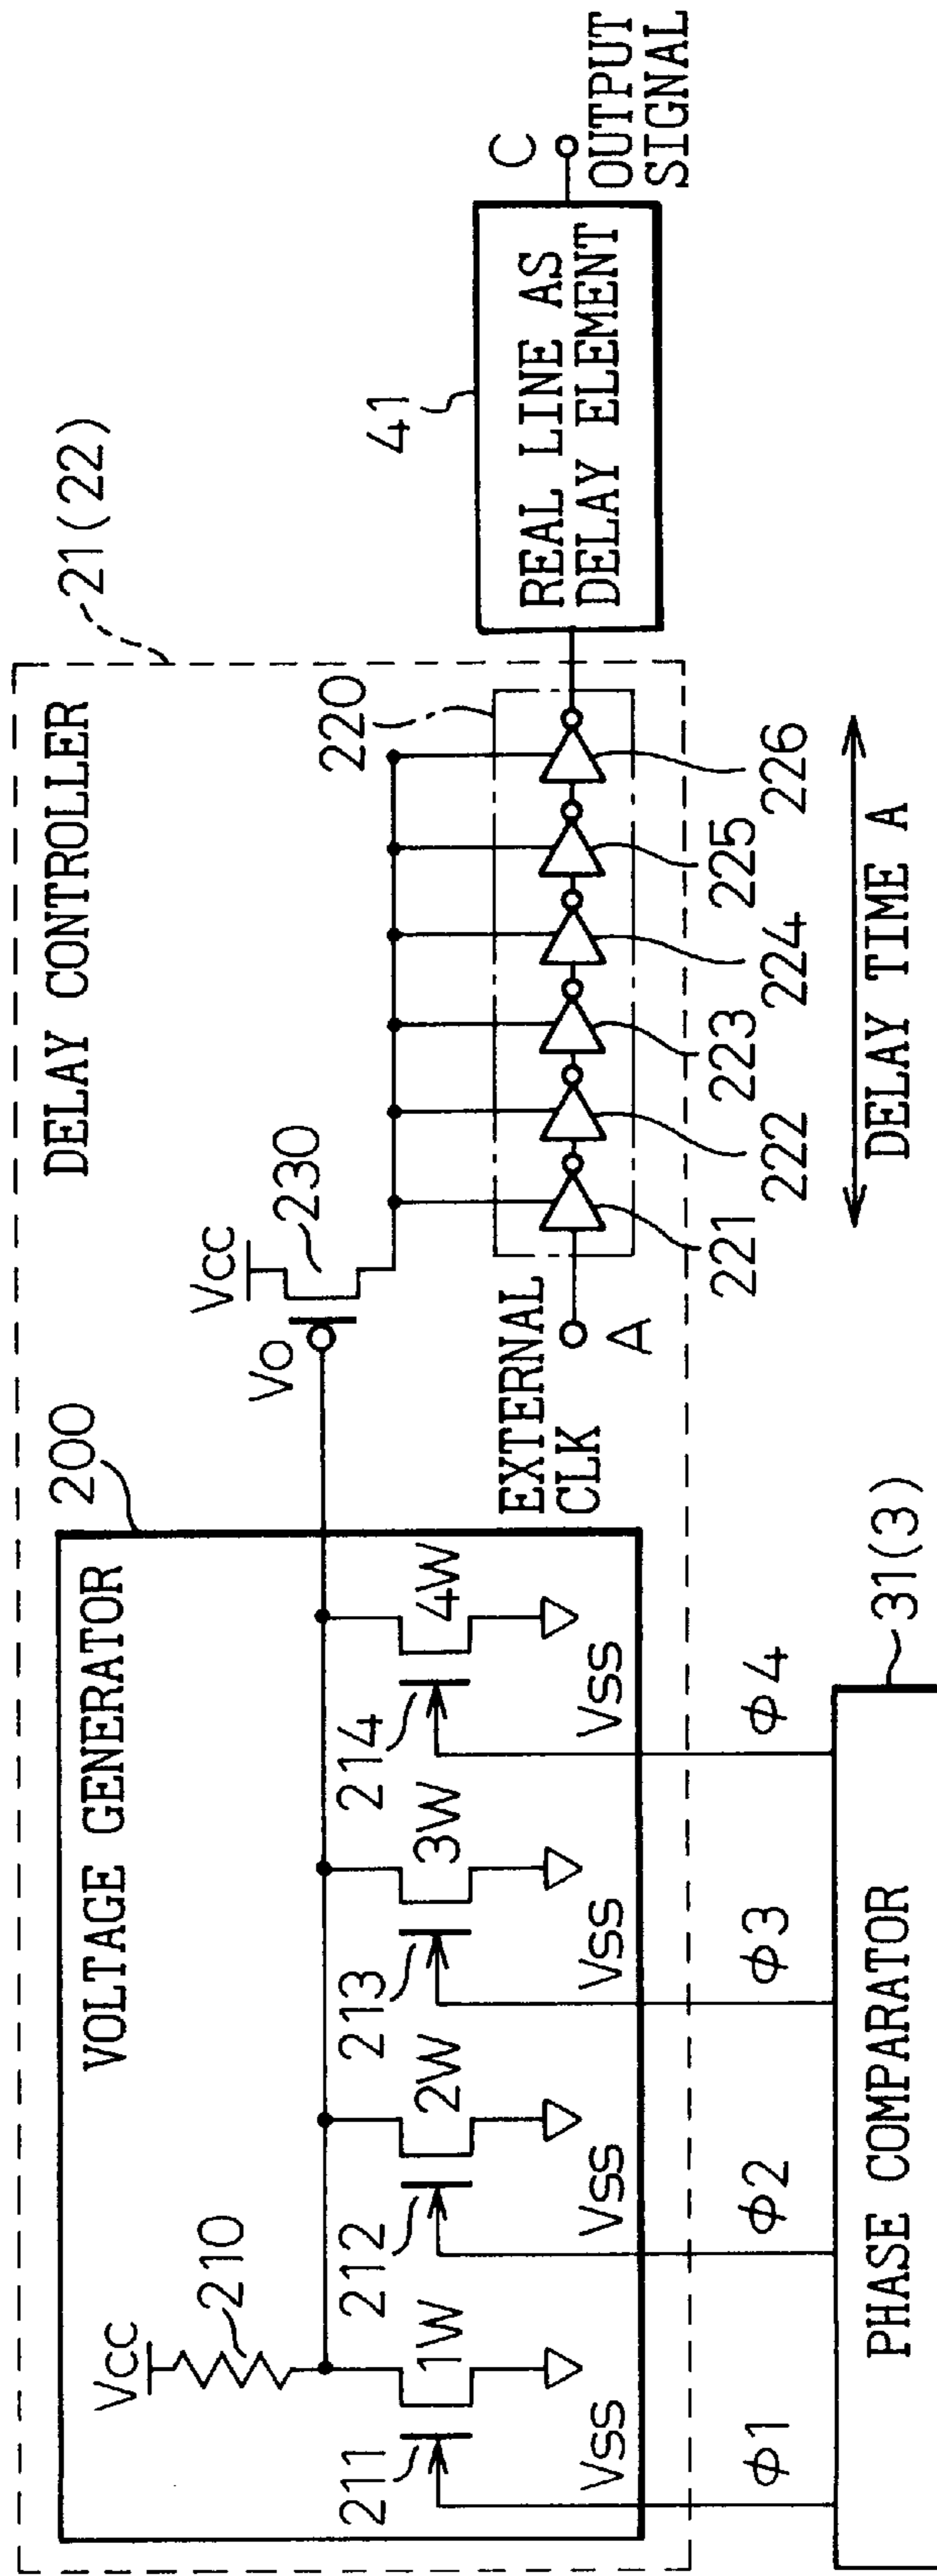 DELAY CONTROLLER
21(22)
VOLTAGE GENERATOR
200
Vcc
210
211
1W
Vss
212
2W
Vss
213
3W
Vss
214
4W
Vss
Vo
Vcc
230
220
EXTERNAL
CLK
A
221
222
223
224
225
226
DELAY TIME A
41
REAL LINE AS
DELAY ELEMENT
C
OUTPUT
SIGNAL
φ1
φ2
φ3
φ4
PHASE COMPARATOR
31(3)